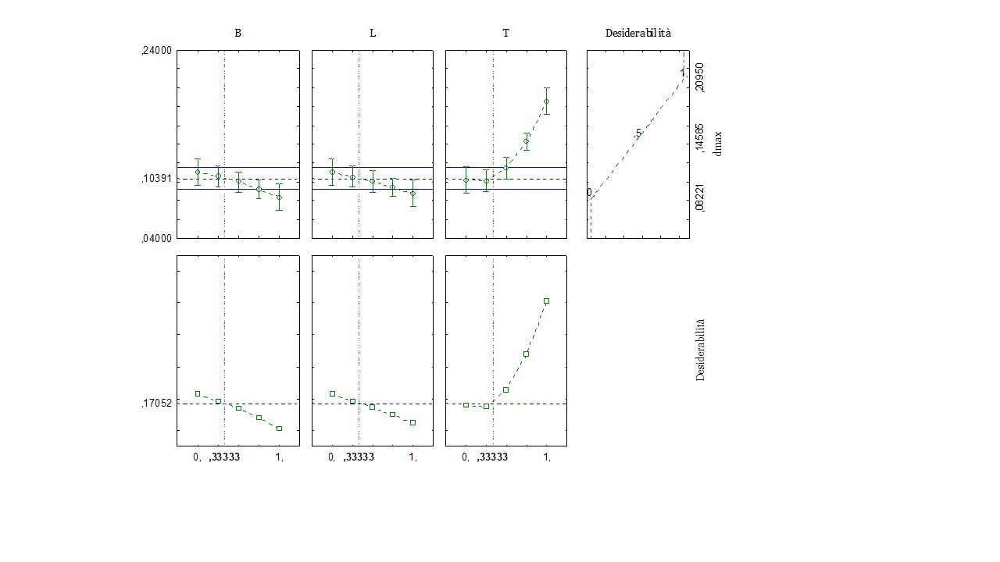 B L T Desiderabilità
,24000
,10391
,04000
1,
,5
0
,20950
,14585
,08221
dmax
,17052
Desiderabilità
0, ,33333 1, 0, ,33333 1, 0, ,33333 1,